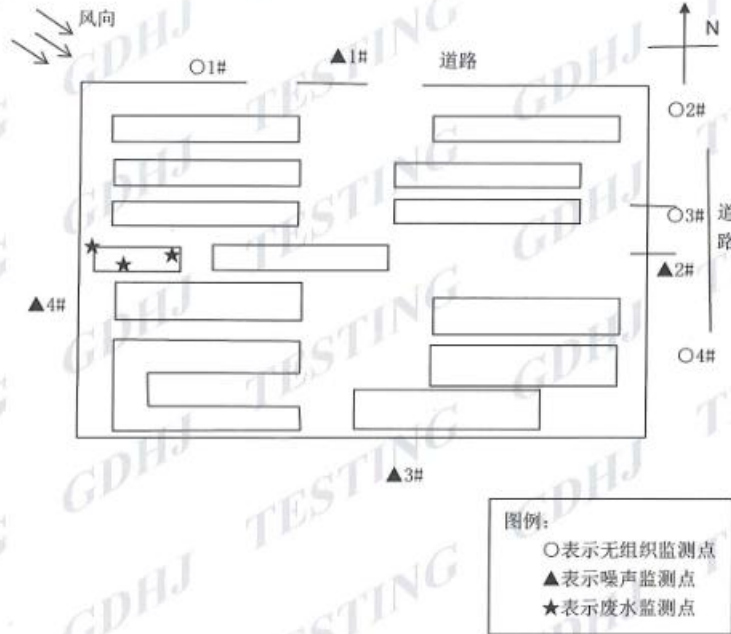 风向
N
○1#
▲1#
道路
○2#
○3#
道路
▲2#
▲4#
○4#
▲3#
图例：
○表示无组织监测点
▲表示噪声监测点
★表示废水监测点
GDHJ TESTING